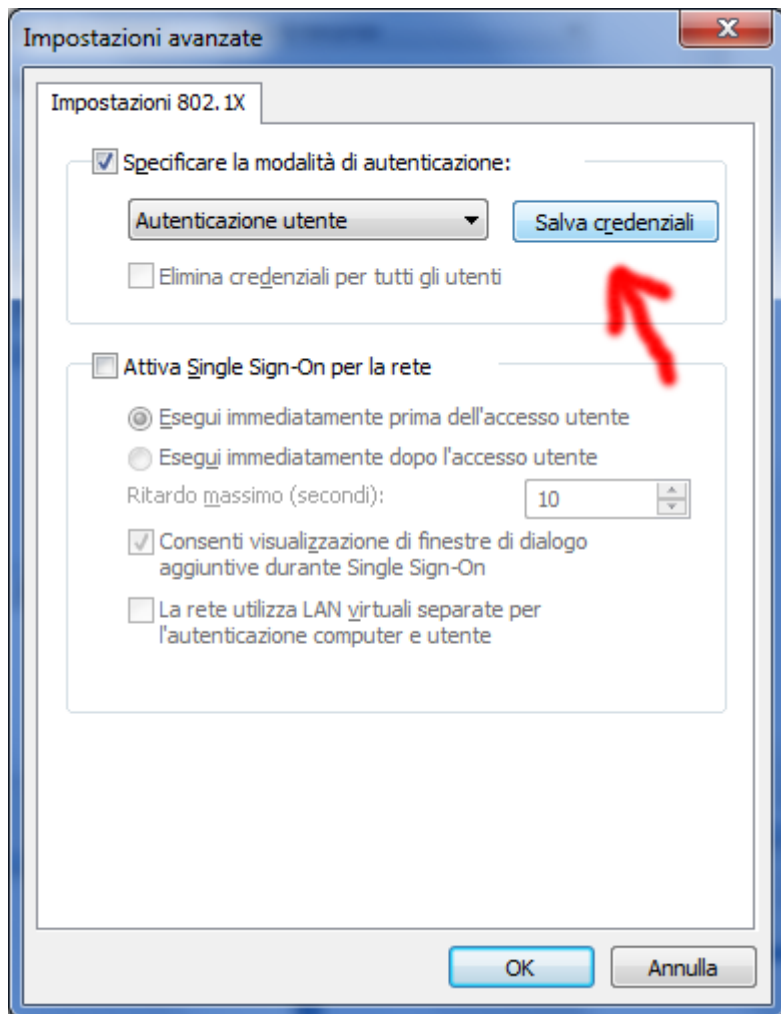 Impostazioni avanzate
Impostazioni 802.1X
Specificare la modalità di autenticazione:
Autenticazione utente
Salva credenziali
Elimina credenziali per tutti gli utenti
Attiva Single Sign-On per la rete
Esegui immediatamente prima dell'accesso utente
Esegui immediatamente dopo l'accesso utente
Ritardo massimo (secondi):
10
Consenti visualizzazione di finestre di dialogo
aggiuntive durante Single Sign-On
La rete utilizza LAN virtuali separate per
l'autenticazione computer e utente
OK
Annulla